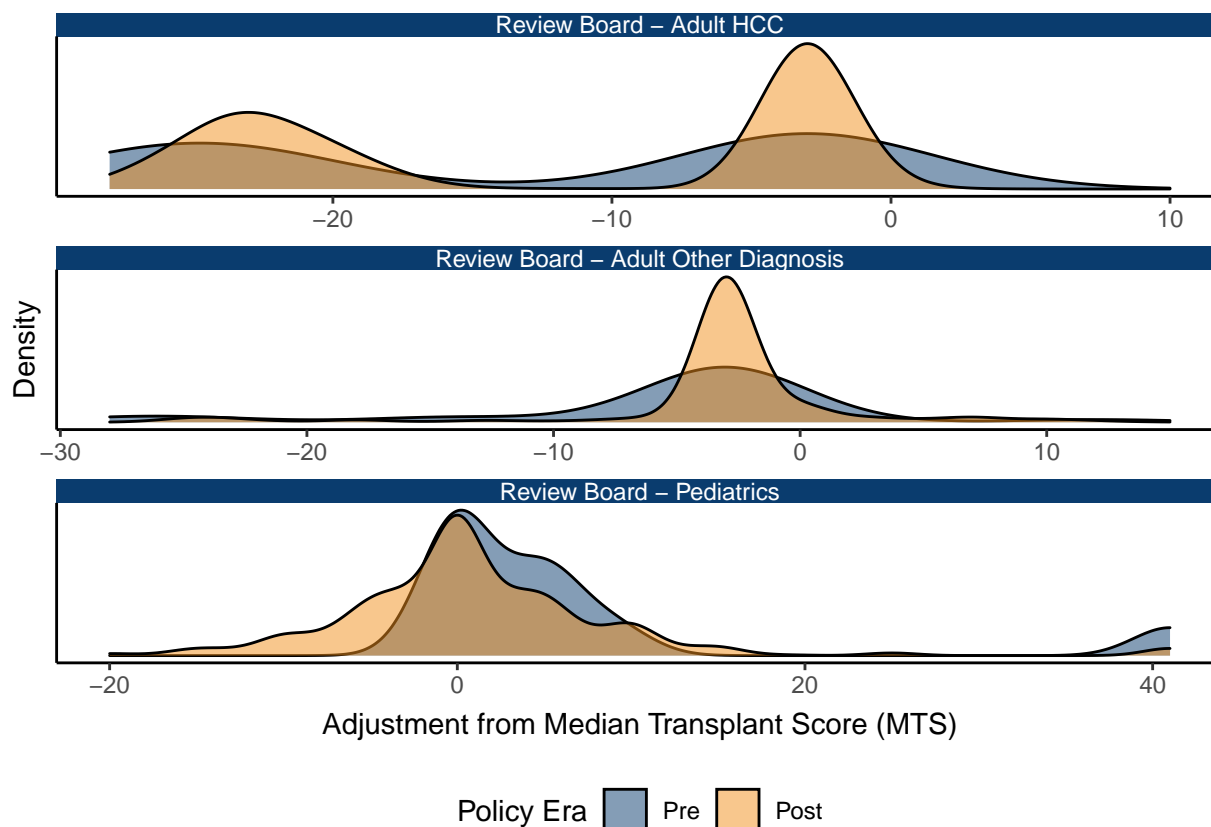 Review Board – Adult HCC
−20 −10 0 10
Review Board – Adult Other Diagnosis
−30 −20 −10 0 10
Review Board – Pediatrics
−20 0 20 40
Density
Adjustment from Median Transplant Score (MTS)
Policy Era Pre Post